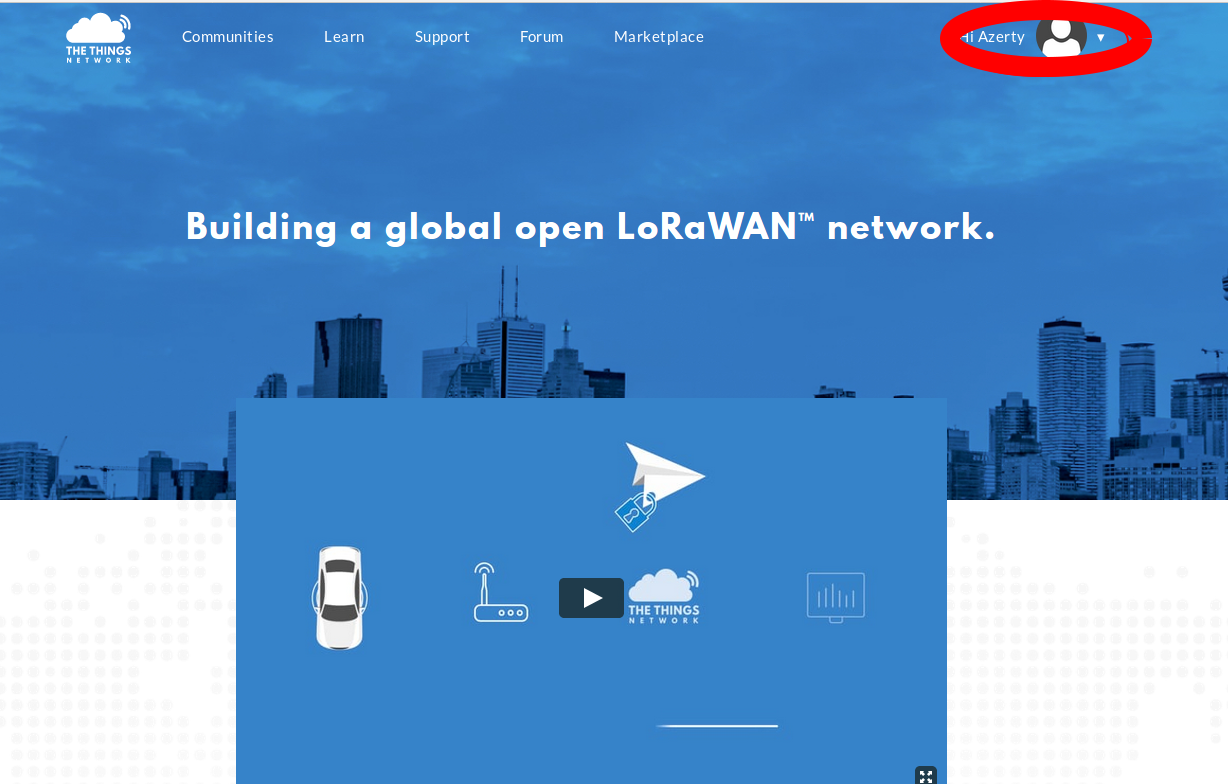 THE THINGS
NETWORK
Communities
Learn
Support
Forum
Marketplace
Hi Azerty
Building a global open LoRaWAN™ network.
THE THINGS
NETWORK